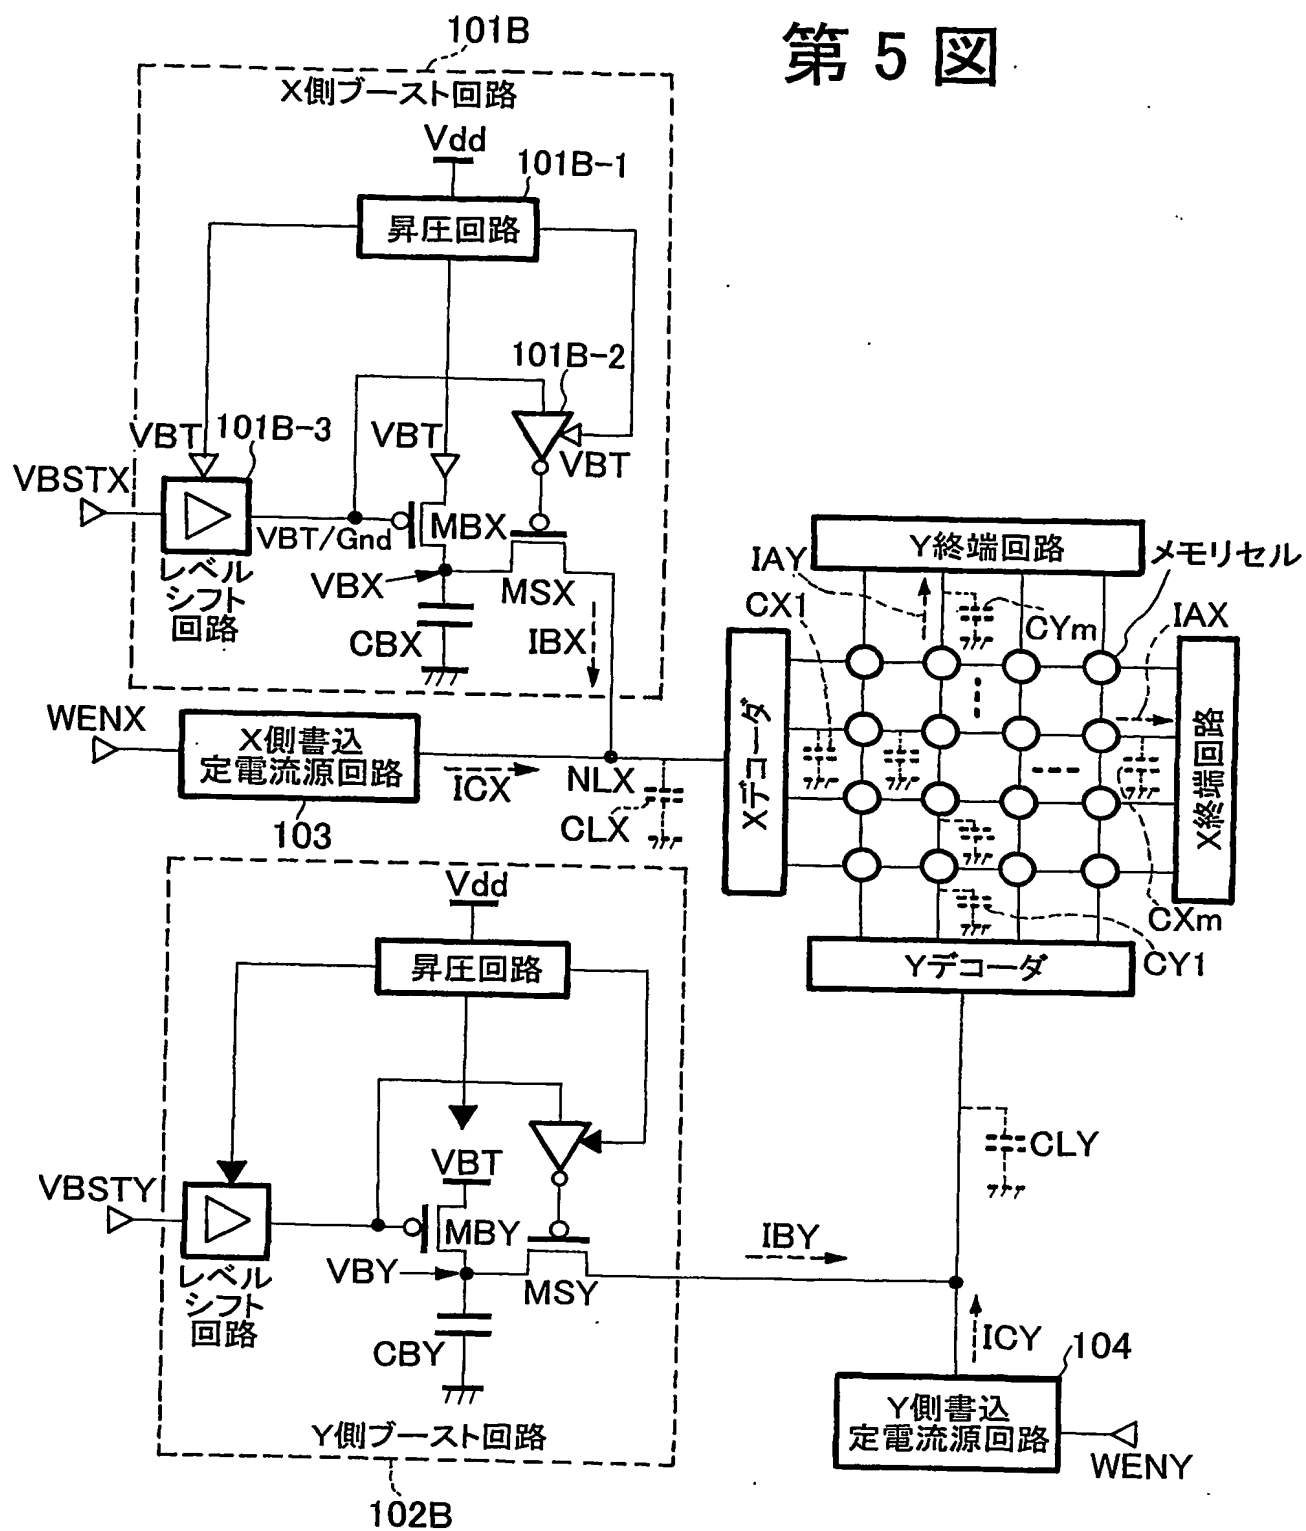 第5図
101B
X側ブースト回路
Vdd
101B-1
昇圧回路
101B-2
101B-3
VBT
VBT
VBT
VBSTX
VBT/Gnd
MBX
レベル
シフト
回路
VBX
MSX
CBX
IBX
WENX
X側書込
定電流源回路
103
ICX
NLX
CLX
Y終端回路
メモリセル
IAY
CX1
CYm
IAX
Xデコーダ
X終端回路
CXm
CY1
Yデコーダ
Vdd
昇圧回路
VBT
VBSTY
MBY
レベル
シフト
回路
VBY
MSY
CBY
IBY
CLY
ICY
104
Y側書込
定電流源回路
WENY
Y側ブースト回路
102B